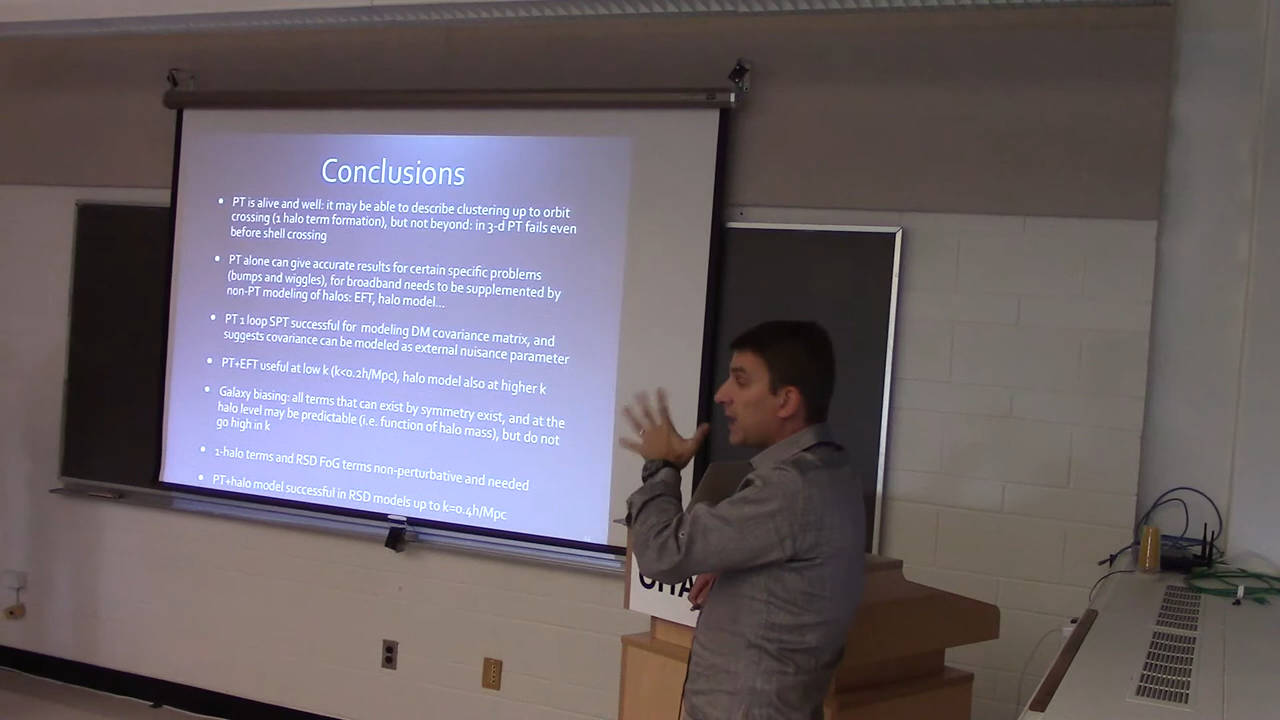 Conclusions
• PT is alive and well: it may be able to describe clustering up to orbit
crossing (1 halo term formation), but not beyond: in 3-d PT fails even
before shell crossing
• PT alone can give accurate results for certain specific problems
(bumps and wiggles), for broadband needs to be supplemented by
non-PT modeling of halos: EFT, halo model...
• PT 1 loop SPT successful for modeling DM covariance matrix, and
suggests covariance can be modeled as external nuisance parameter
• PT+EFT useful at low k (k<0.2h/Mpc), halo model also at higher k
• Galaxy biasing: all terms that can exist by symmetry exist, and at the
halo level may be predictable (i.e. function of halo mass), but do not
go high in k
• 1-halo terms and RSD FoG terms non-perturbative and needed
• PT+halo model successful in RSD models up to k=0.4h/Mpc